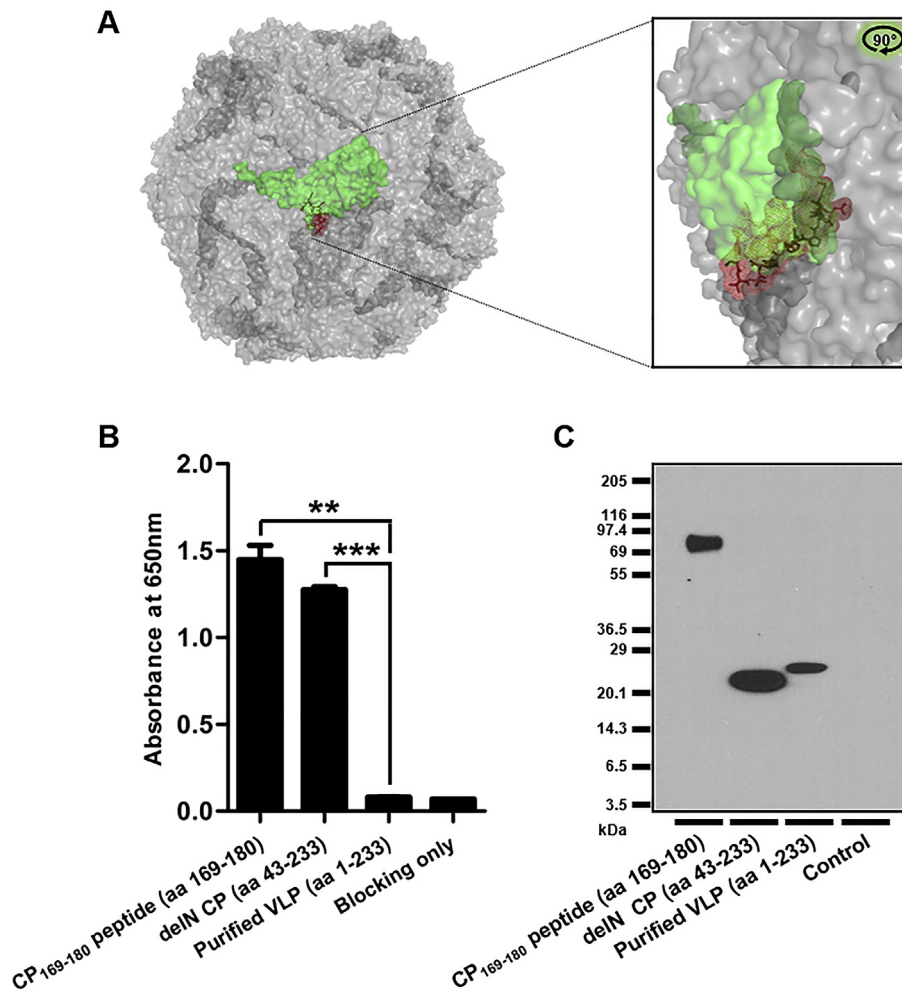 A
90°
B
2.0
1.5
1.0
0.5
0.0
Absorbance at 650nm
**
***
CP169-180 peptide (aa 169-180)
delN CP (aa 43-233)
Purified VLP (aa 1-233)
Blocking only
C
205
116
97.4
69
55
36.5
29
20.1
14.3
6.5
3.5
kDa
CP169-180 peptide (aa 169-180)
delN CP (aa 43-233)
Purified VLP (aa 1-233)
Control